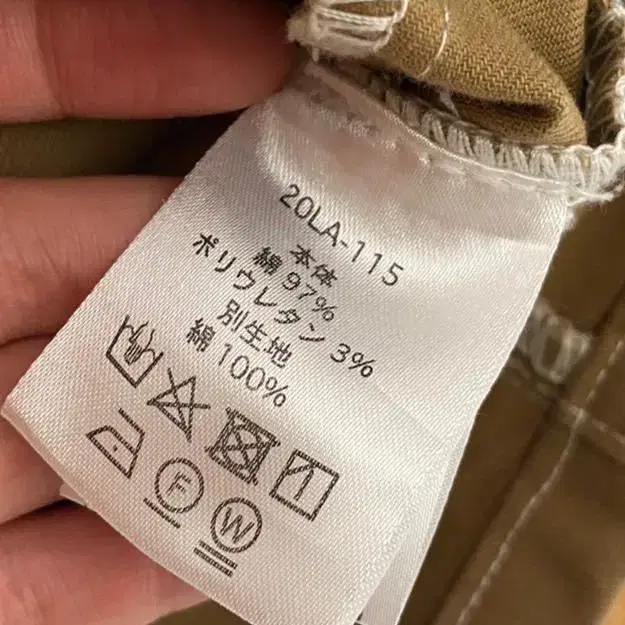 20LA-115
本体
綿 97%
ポリウレタン 3%
別生地
綿 100%
F
W